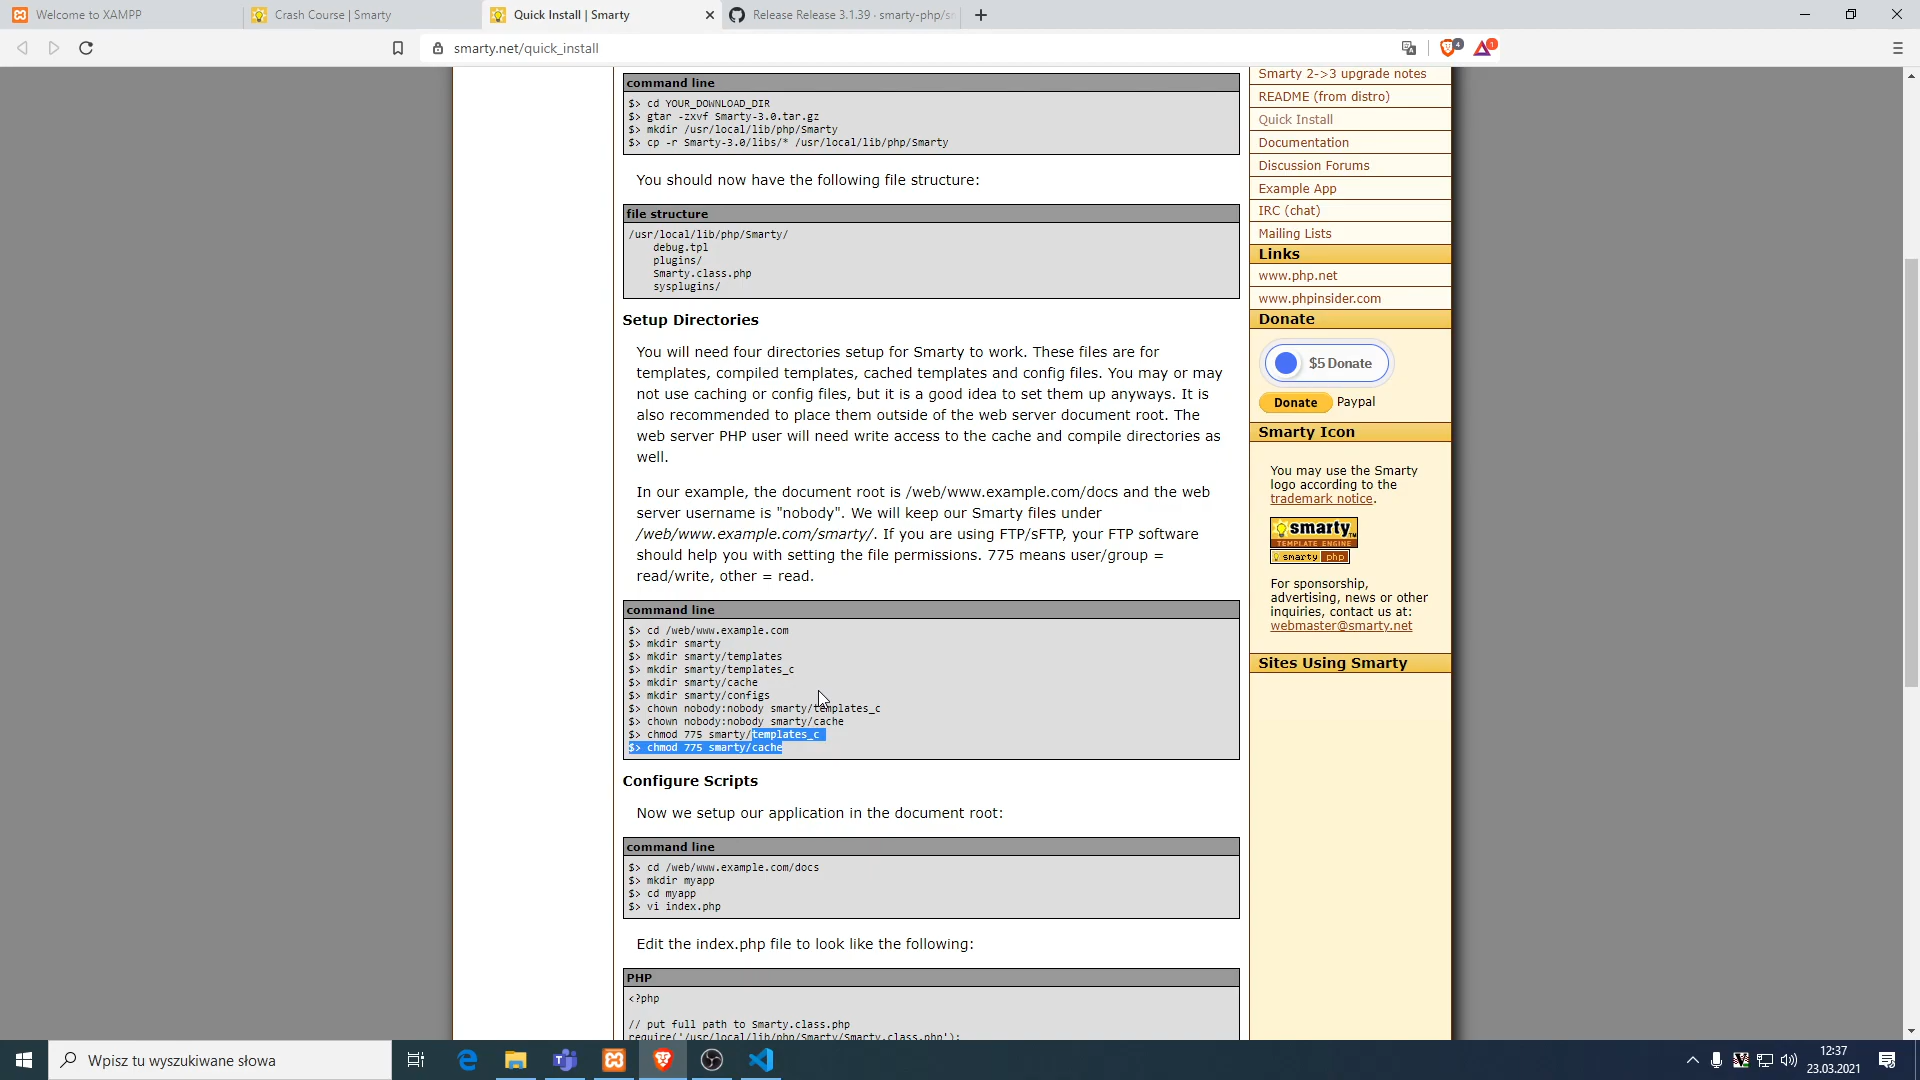 Welcome to XAMPP
Crash Course | Smarty
Quick Install | Smarty
Release Release 3.1.39 · smarty-php/s
smarty.net/quick_install
4
1
command line
$> cd YOUR_DOWNLOAD_DIR
$> gtar -zxvf Smarty-3.0.tar.gz
$> mkdir /usr/local/lib/php/Smarty
$> cp -r Smarty-3.0/libs/* /usr/local/lib/php/Smarty
You should now have the following file structure:
file structure
/usr/local/lib/php/Smarty/
debug.tpl
plugins/
Smarty.class.php
sysplugins/
Setup Directories
You will need four directories setup for Smarty to work. These files are for
templates, compiled templates, cached templates and config files. You may or may
not use caching or config files, but it is a good idea to set them up anyways. It is
also recommended to place them outside of the web server document root. The
web server PHP user will need write access to the cache and compile directories as
well.
In our example, the document root is /web/www.example.com/docs and the web
server username is "nobody". We will keep our Smarty files under
/web/www.example.com/smarty/. If you are using FTP/sFTP, your FTP software
should help you with setting the file permissions. 775 means user/group =
read/write, other = read.
command line
$> cd /web/www.example.com
$> mkdir smarty
$> mkdir smarty/templates
$> mkdir smarty/templates_c
$> mkdir smarty/cache
$> mkdir smarty/configs
$> chown nobody:nobody smarty/templates_c
$> chown nobody:nobody smarty/cache
$> chmod 775 smarty/templates_c
$> chmod 775 smarty/cache
Configure Scripts
Now we setup our application in the document root:
command line
$> cd /web/www.example.com/docs
$> mkdir myapp
$> cd myapp
$> vi index.php
Edit the index.php file to look like the following:
PHP
<?php
// put full path to Smarty.class.php
require('/usr/local/lib/php/Smarty/Smarty.class.php');
Smarty 2->3 upgrade notes
README (from distro)
Quick Install
Documentation
Discussion Forums
Example App
IRC (chat)
Mailing Lists
Links
www.php.net
www.phpinsider.com
Donate
$5 Donate
Donate Paypal
Smarty Icon
You may use the Smarty
logo according to the
trademark notice.
smarty
TEMPLATE ENGINE
smarty php
For sponsorship,
advertising, news or other
inquiries, contact us at:
webmaster@smarty.net
Sites Using Smarty
Wpisz tu wyszukiwane słowa
12:37
23.03.2021